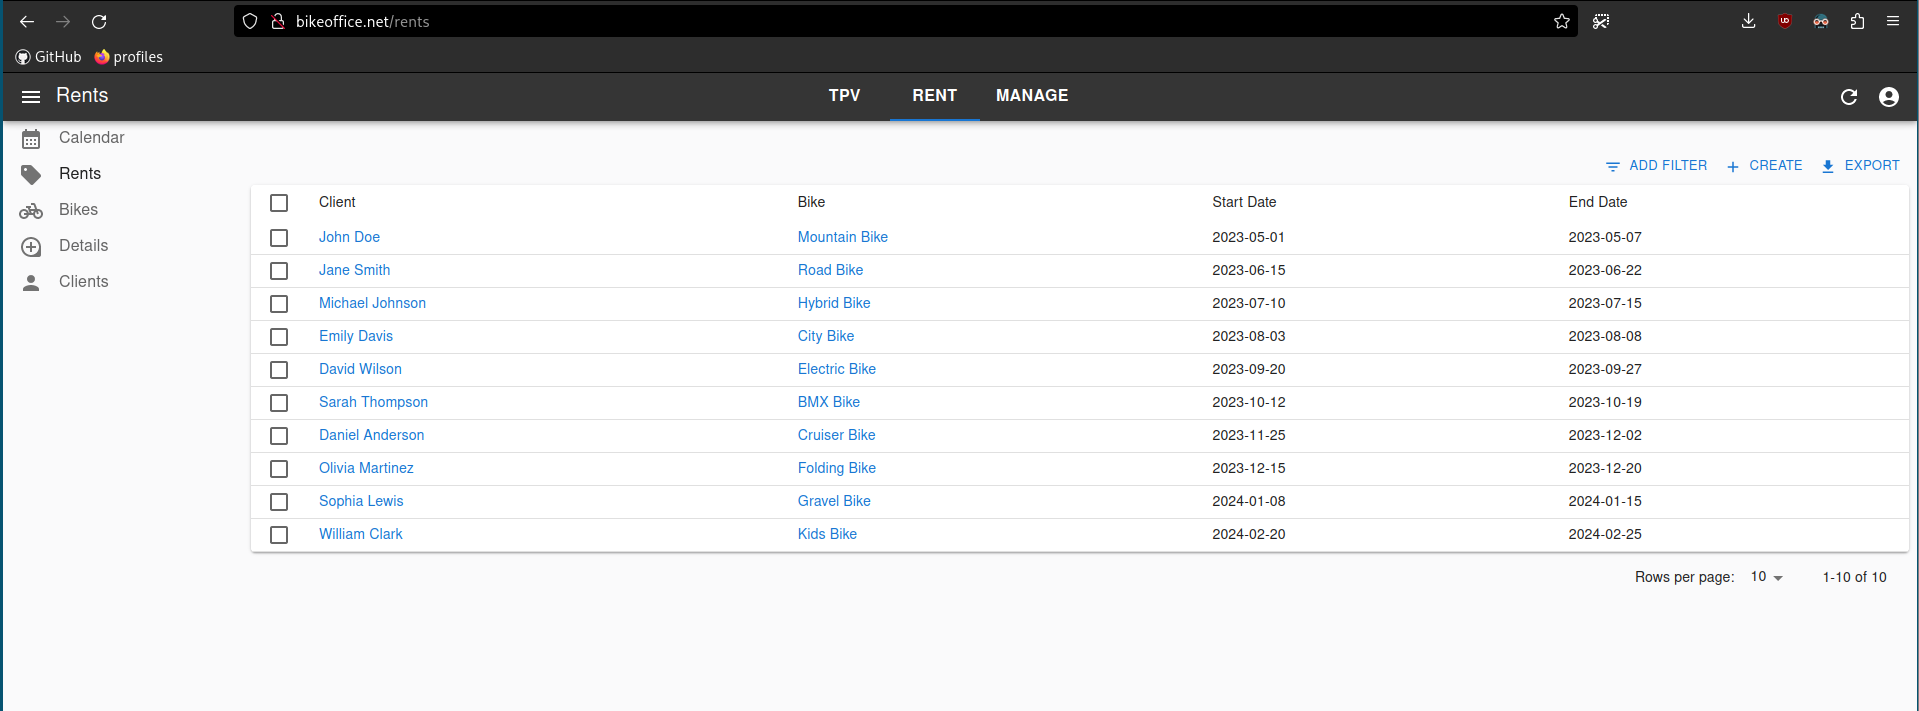 bikeoffice.net/rents
GitHub profiles
Rents TPV RENT MANAGE
Calendar
Rents
Bikes
Details
Clients
ADD FILTER CREATE EXPORT
Client Bike Start Date End Date
John Doe Mountain Bike 2023-05-01 2023-05-07
Jane Smith Road Bike 2023-06-15 2023-06-22
Michael Johnson Hybrid Bike 2023-07-10 2023-07-15
Emily Davis City Bike 2023-08-03 2023-08-08
David Wilson Electric Bike 2023-09-20 2023-09-27
Sarah Thompson BMX Bike 2023-10-12 2023-10-19
Daniel Anderson Cruiser Bike 2023-11-25 2023-12-02
Olivia Martinez Folding Bike 2023-12-15 2023-12-20
Sophia Lewis Gravel Bike 2024-01-08 2024-01-15
William Clark Kids Bike 2024-02-20 2024-02-25
Rows per page: 10 1-10 of 10